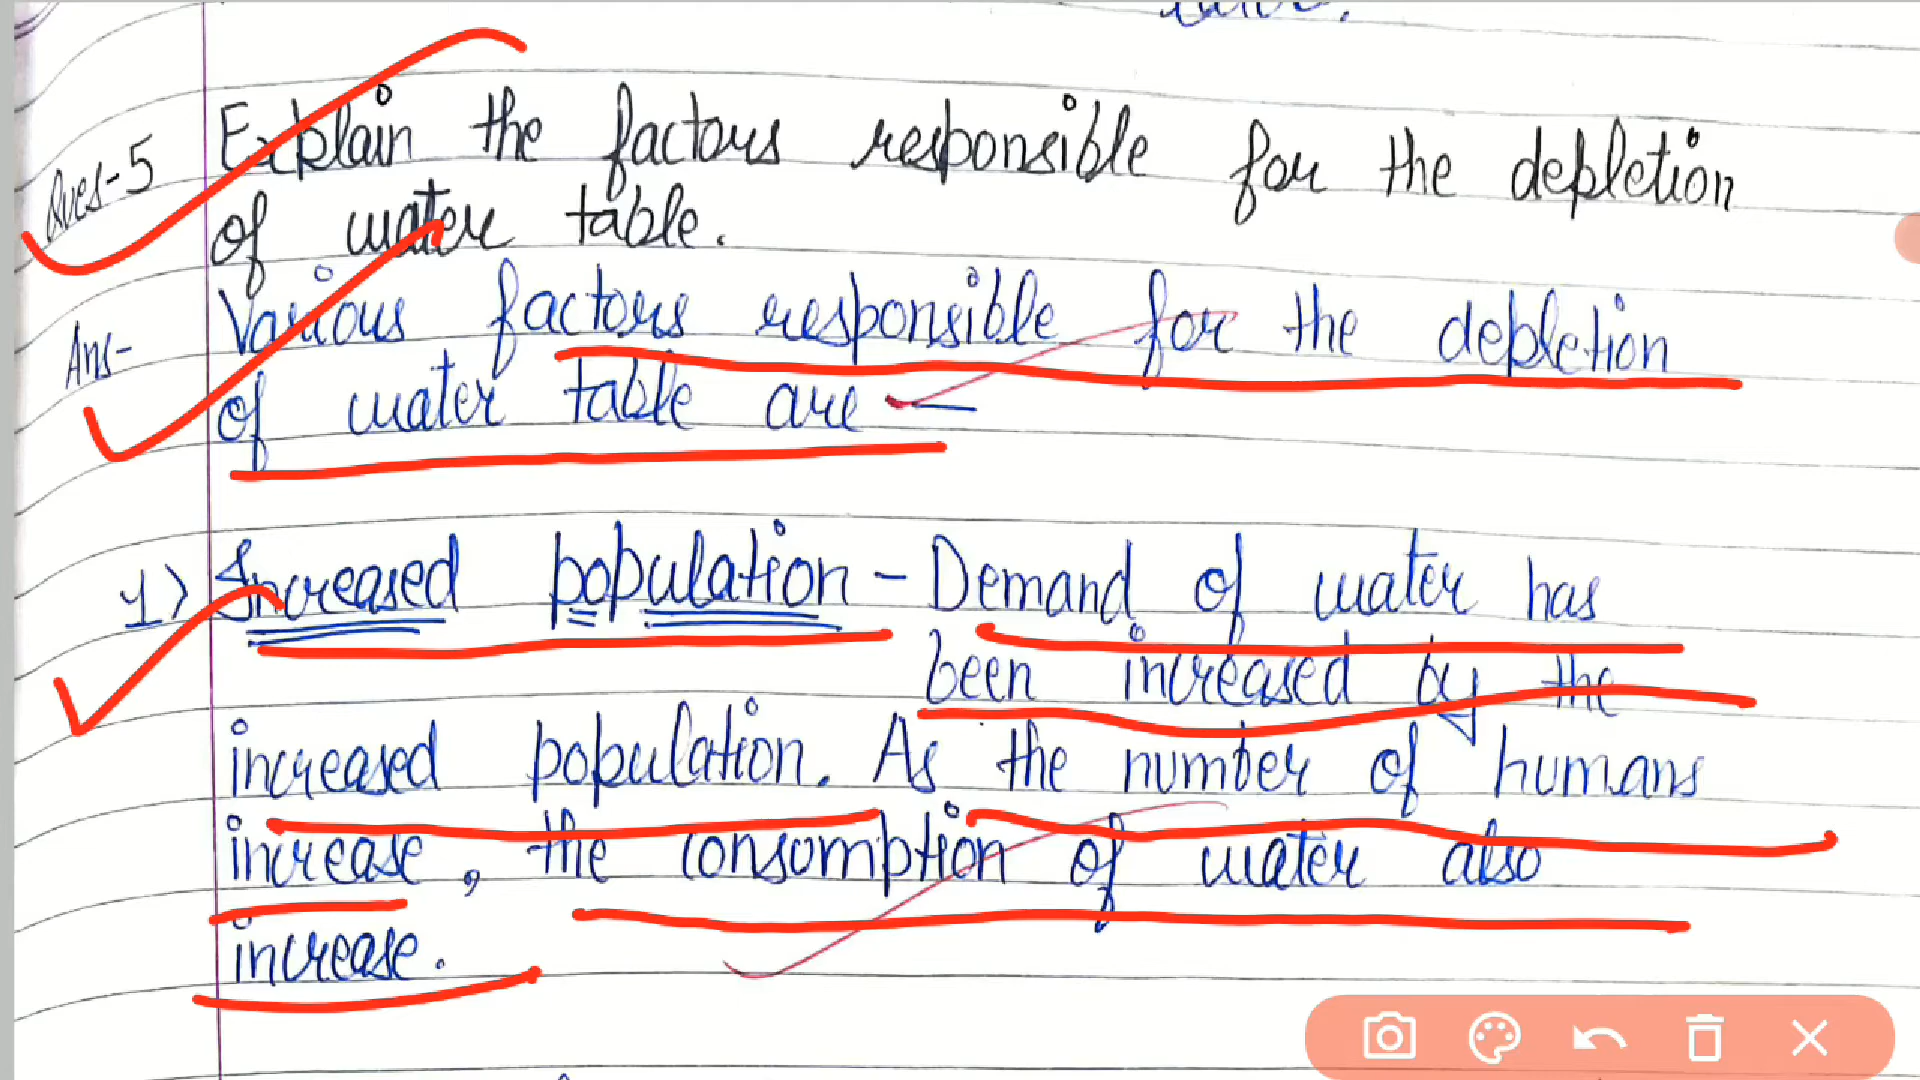 Ques-5 Explain the factors responsible for the depletion
of water table.
Ans- Various factors responsible for the depletion
of water table are —
1) Increased population - Demand of water has
been increased by the
increased population. As the number of humans
increase, the consomption of water also
increase.